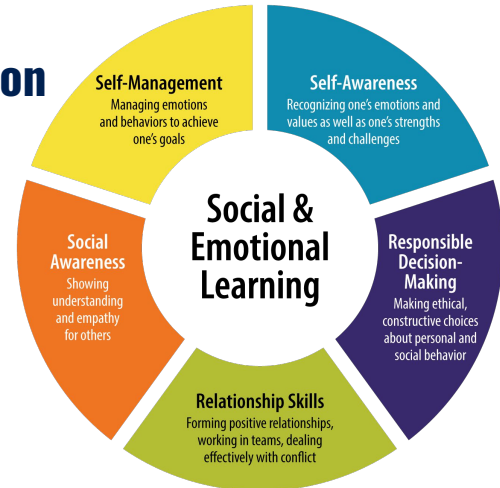 on
Self-Management
Managing emotions
and behaviors to achieve
one's goals
Self-Awareness
Recognizing one's emotions and
values as well as one's strengths
and challenges
Social
Awareness
Showing
understanding
and empathy
for others
Social &
Emotional
Learning
Responsible
Decision-
Making
Making ethical,
constructive choices
about personal and
social behavior
Relationship Skills
Forming positive relationships,
working in teams, dealing
effectively with conflict